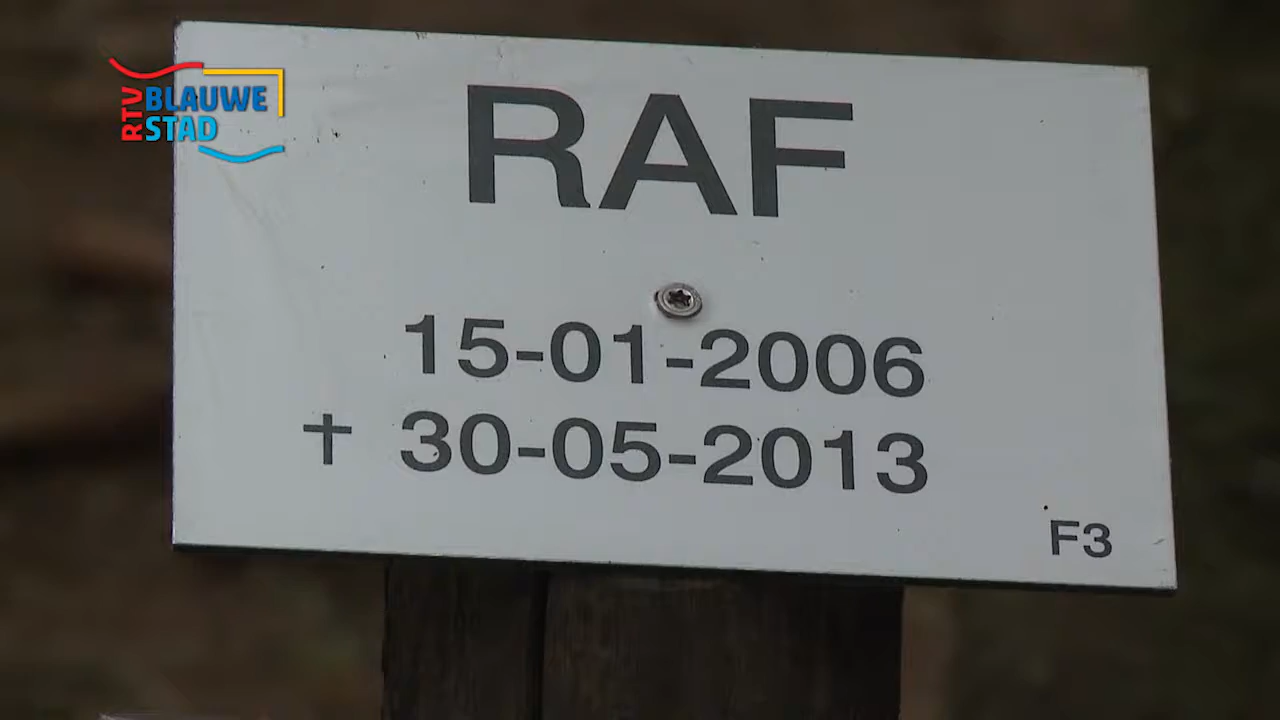 RTV BLAUWE STAD
RAF
15-01-2006
† 30-05-2013
F3